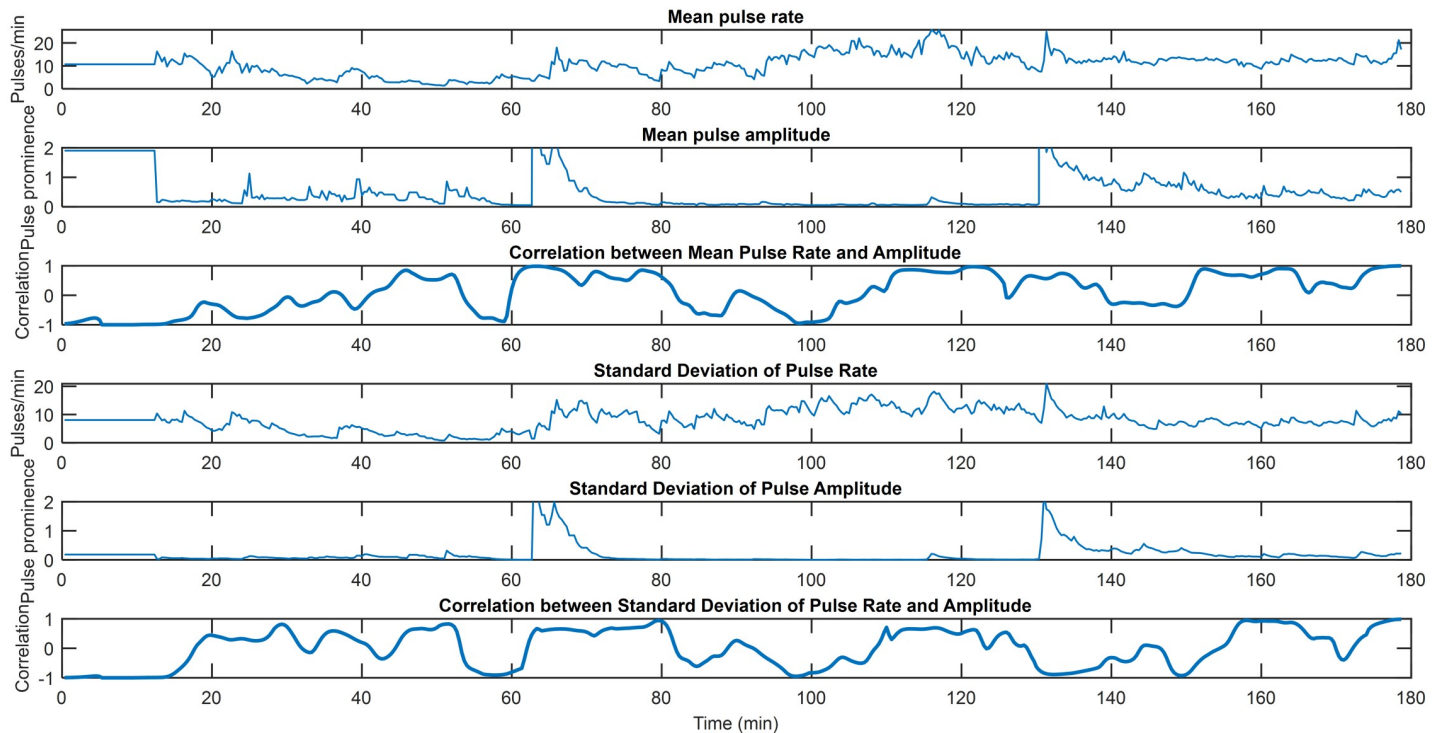 Mean pulse rate
Pulses/min
20
10
0
0 20 40 60 80 100 120 140 160 180
Mean pulse amplitude
Pulse prominence
2
1
0
0 20 40 60 80 100 120 140 160 180
Correlation between Mean Pulse Rate and Amplitude
Correlation
1
0
-1
0 20 40 60 80 100 120 140 160 180
Standard Deviation of Pulse Rate
Pulses/min
20
10
0
0 20 40 60 80 100 120 140 160 180
Standard Deviation of Pulse Amplitude
Pulse prominence
2
1
0
0 20 40 60 80 100 120 140 160 180
Correlation between Standard Deviation of Pulse Rate and Amplitude
Correlation
1
0
-1
0 20 40 60 80 100 120 140 160 180
Time (min)